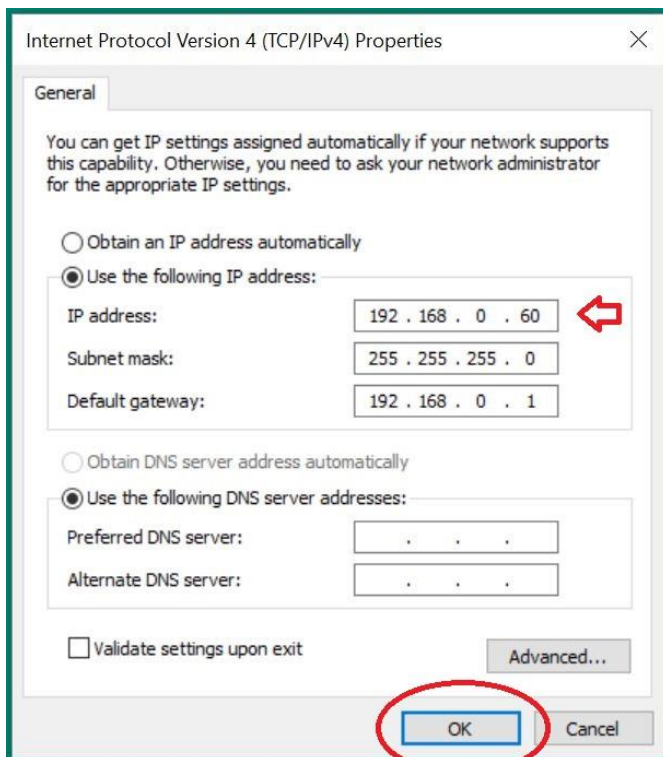 Internet Protocol Version 4 (TCP/IPv4) Properties
General
You can get IP settings assigned automatically if your network supports
this capability. Otherwise, you need to ask your network administrator
for the appropriate IP settings.
Obtain an IP address automatically
Use the following IP address:
IP address: 192 . 168 . 0 . 60
Subnet mask: 255 . 255 . 255 . 0
Default gateway: 192 . 168 . 0 . 1
Obtain DNS server address automatically
Use the following DNS server addresses:
Preferred DNS server: . . .
Alternate DNS server: . . .
Validate settings upon exit
Advanced...
OK Cancel